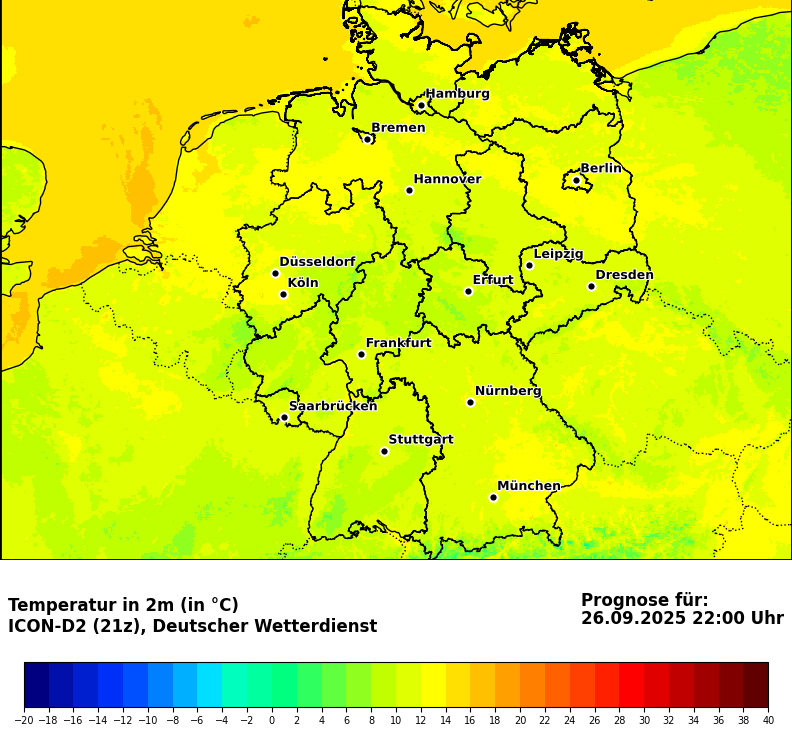 Hamburg
Bremen
Berlin
Hannover
Leipzig
Düsseldorf
Dresden
Köln
Erfurt
Frankfurt
Nürnberg
Saarbrücken
Stuttgart
München
Temperatur in 2m (in °C)
ICON-D2 (21z), Deutscher Wetterdienst
Prognose für:
26.09.2025 22:00 Uhr
−20 −18 −16 −14 −12 −10 −8 −6 −4 −2 0 2 4 6 8 10 12 14 16 18 20 22 24 26 28 30 32 34 36 38 40